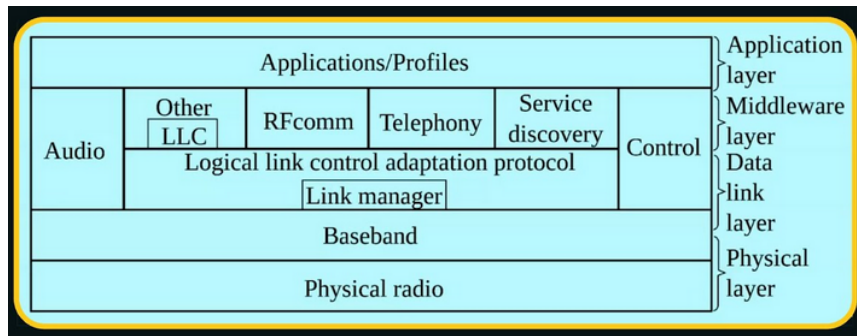 Applications/Profiles
Application
layer
Audio
Other
LLC
RFcomm
Telephony
Service
discovery
Control
Middleware
layer
Logical link control adaptation protocol
Link manager
Data
link
layer
Baseband
Physical radio
Physical
layer